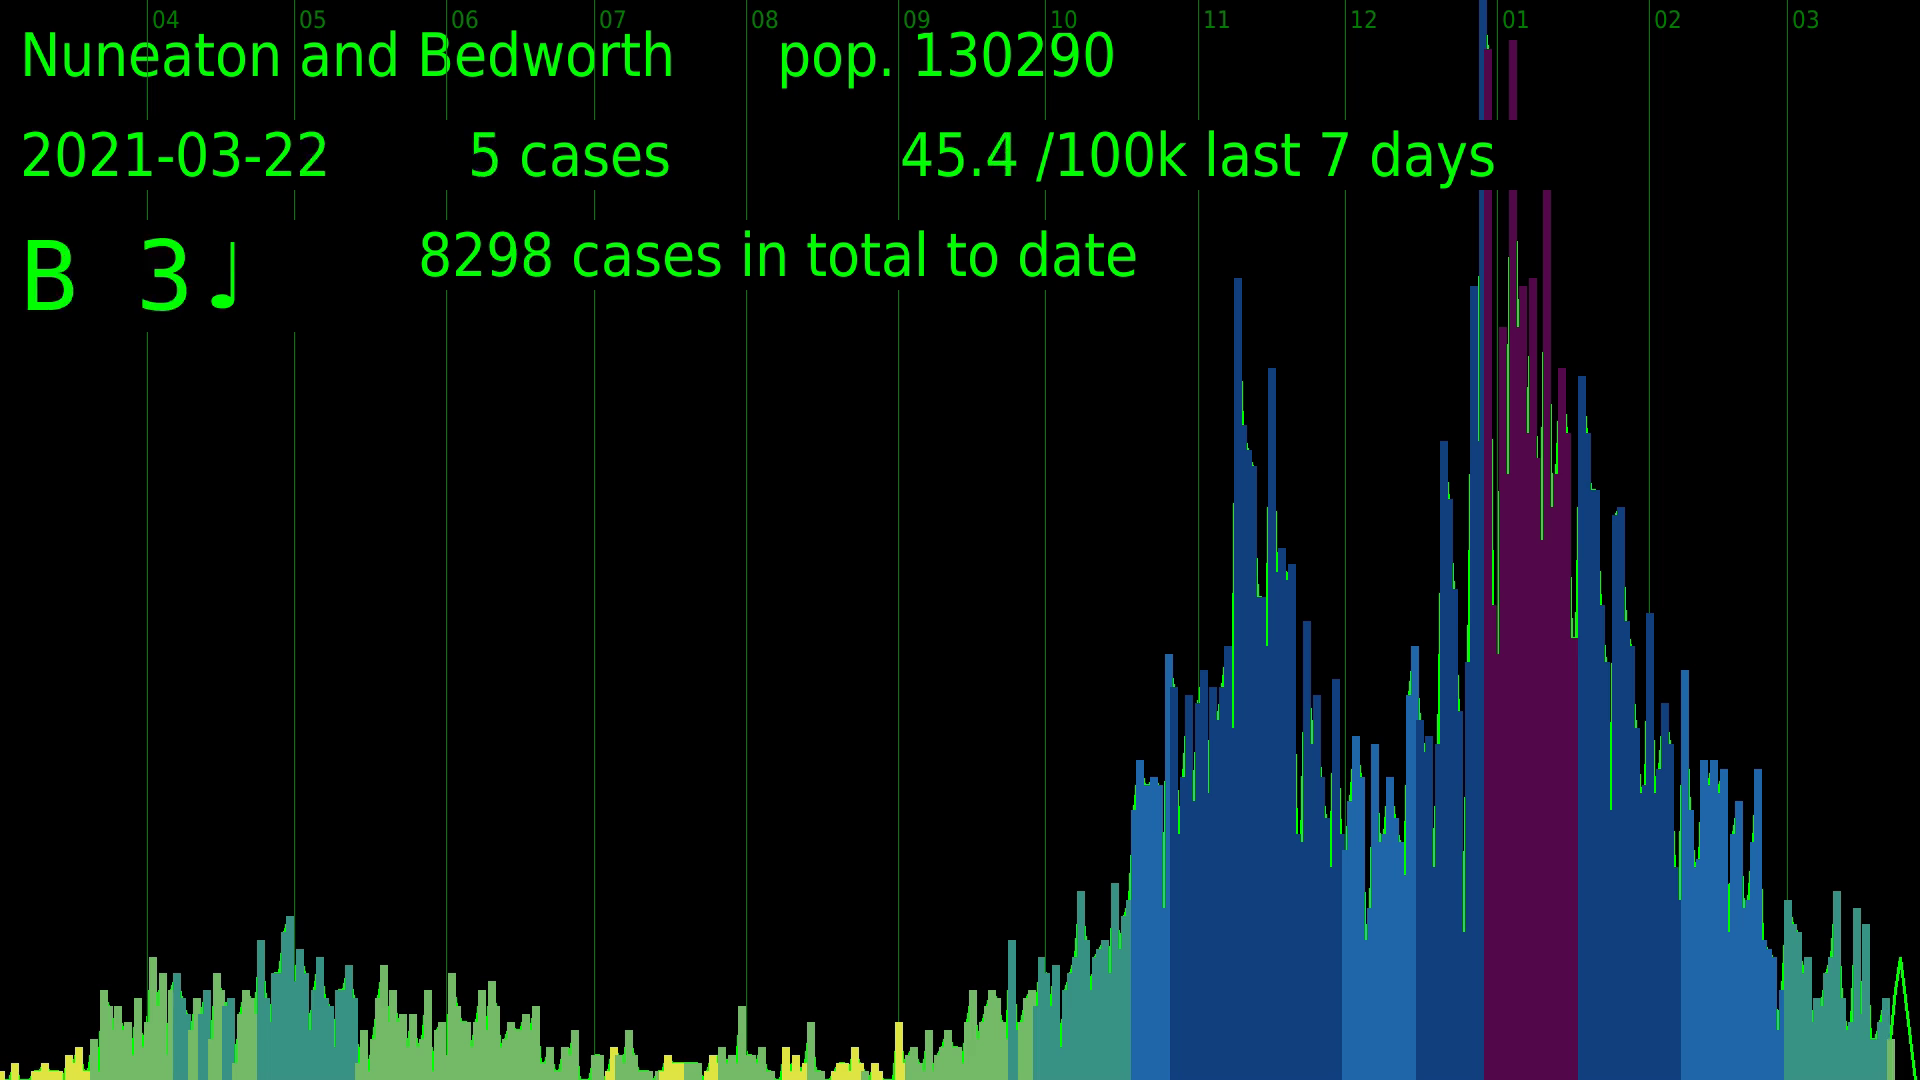 04 05 06 07 08 09 10 11 12 01 02 03
Nuneaton and Bedworth pop. 130290
2021-03-22 5 cases 45.4 /100k last 7 days
B 3♩ 8298 cases in total to date